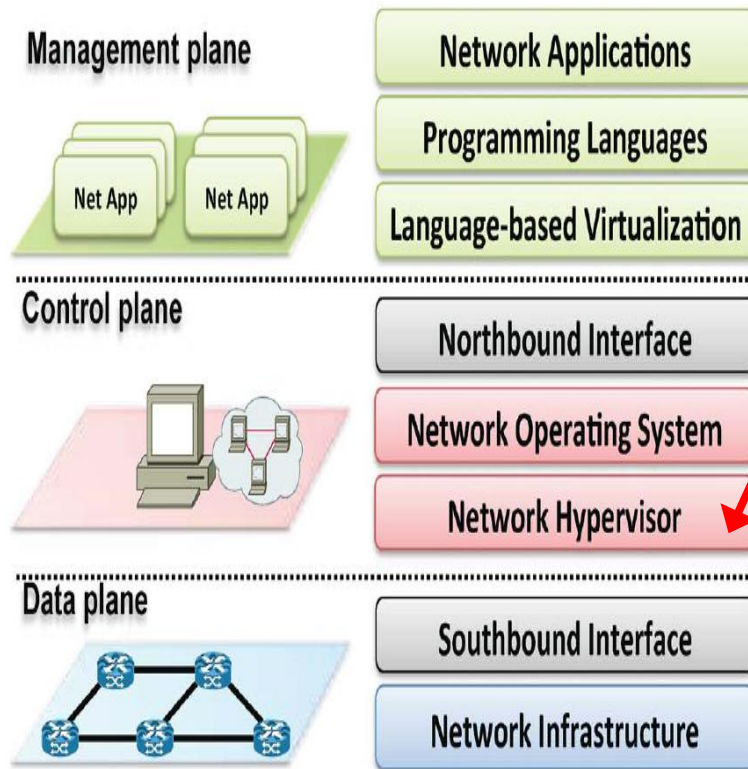 Management plane
Network Applications
Programming Languages
Net App
Net App
Language-based Virtualization
Control plane
Northbound Interface
Network Operating System
Network Hypervisor
Data plane
Southbound Interface
Network Infrastructure